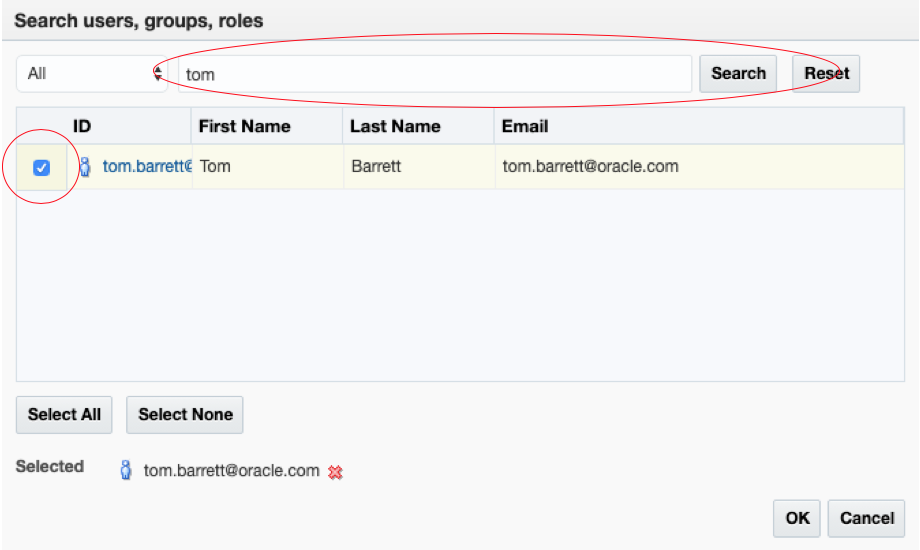 Search users, groups, roles
All tom Search Reset
ID First Name Last Name Email
tom.barrett@ Tom Barrett tom.barrett@oracle.com
Select All Select None
Selected tom.barrett@oracle.com
OK Cancel